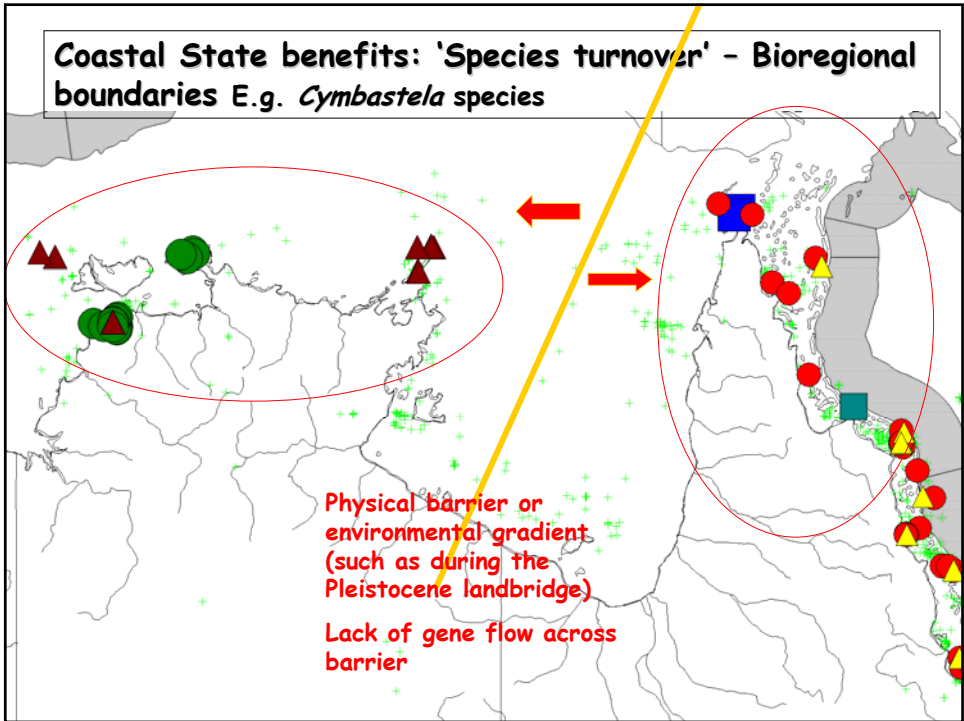 Coastal State benefits: ‘Species turnover’ – Bioregional
boundaries E.g. Cymbastela species
Physical barrier or
environmental gradient
(such as during the
Pleistocene landbridge)
Lack of gene flow across
barrier